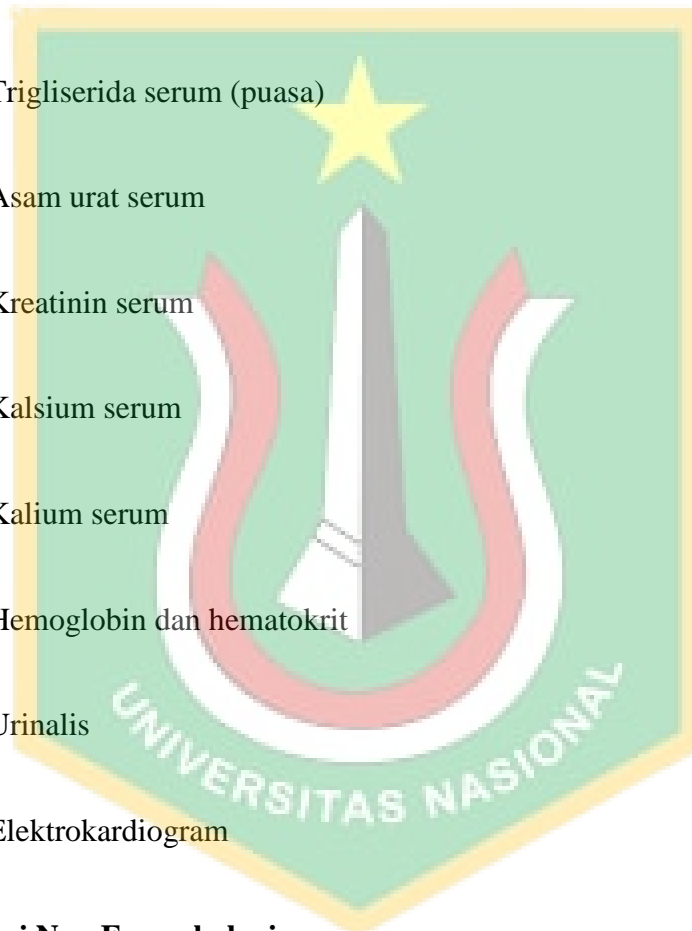 Trigliserida serum (puasa)
Asam urat serum
Kreatinin serum
Kalsium serum
Kalium serum
Hemoglobin dan hematokrit
Urinalis
Elektrokardiogram
UNIVERSITAS NASIONAL